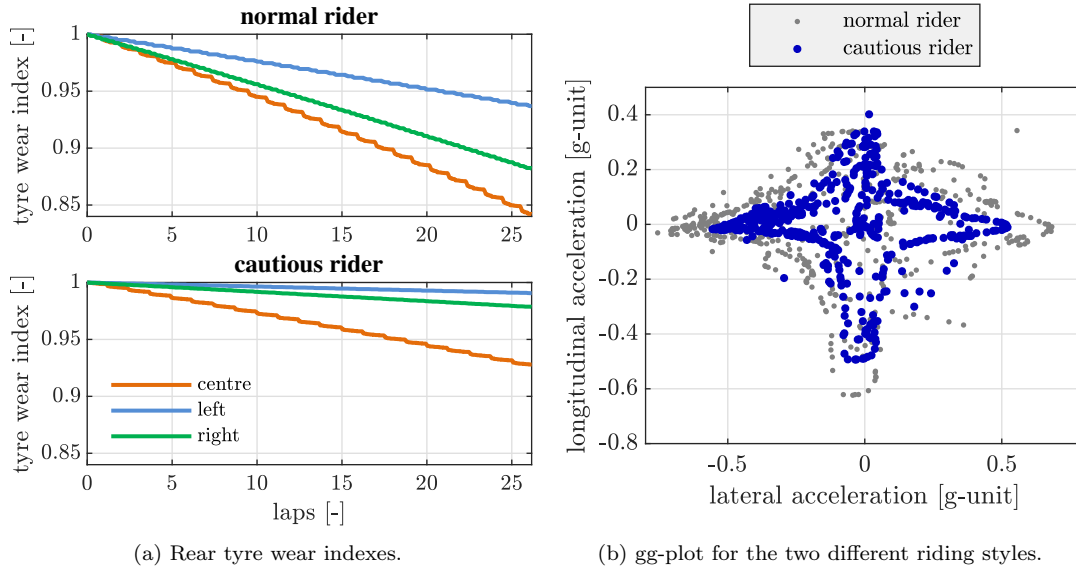 normal rider
tyre wear index [-]
1
0.95
0.9
0.85
0 5 10 15 20 25
cautious rider
tyre wear index [-]
1
0.95
0.9
0.85
centre
left
right
0 5 10 15 20 25
laps [-]
(a) Rear tyre wear indexes.
normal rider
cautious rider
longitudinal acceleration [g-unit]
0.4
0.2
0
-0.2
-0.4
-0.6
-0.8
-0.5 0 0.5
lateral acceleration [g-unit]
(b) gg-plot for the two different riding styles.